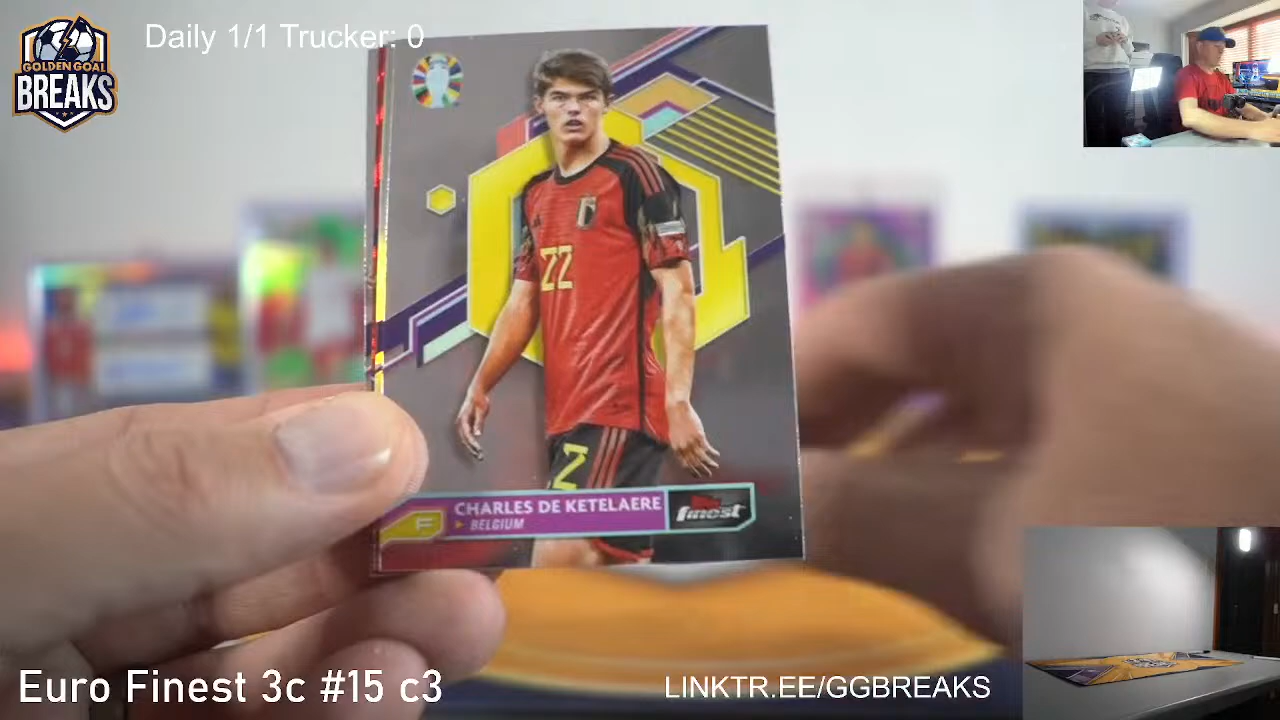 Daily 1/1 Trucker: 0
GOLDEN GOAL
BREAKS
22
2
CHARLES DE KETELAERE
F
BELGIUM
finest
Euro Finest 3c #15 c3
LINKTR.EE/GGBREAKS